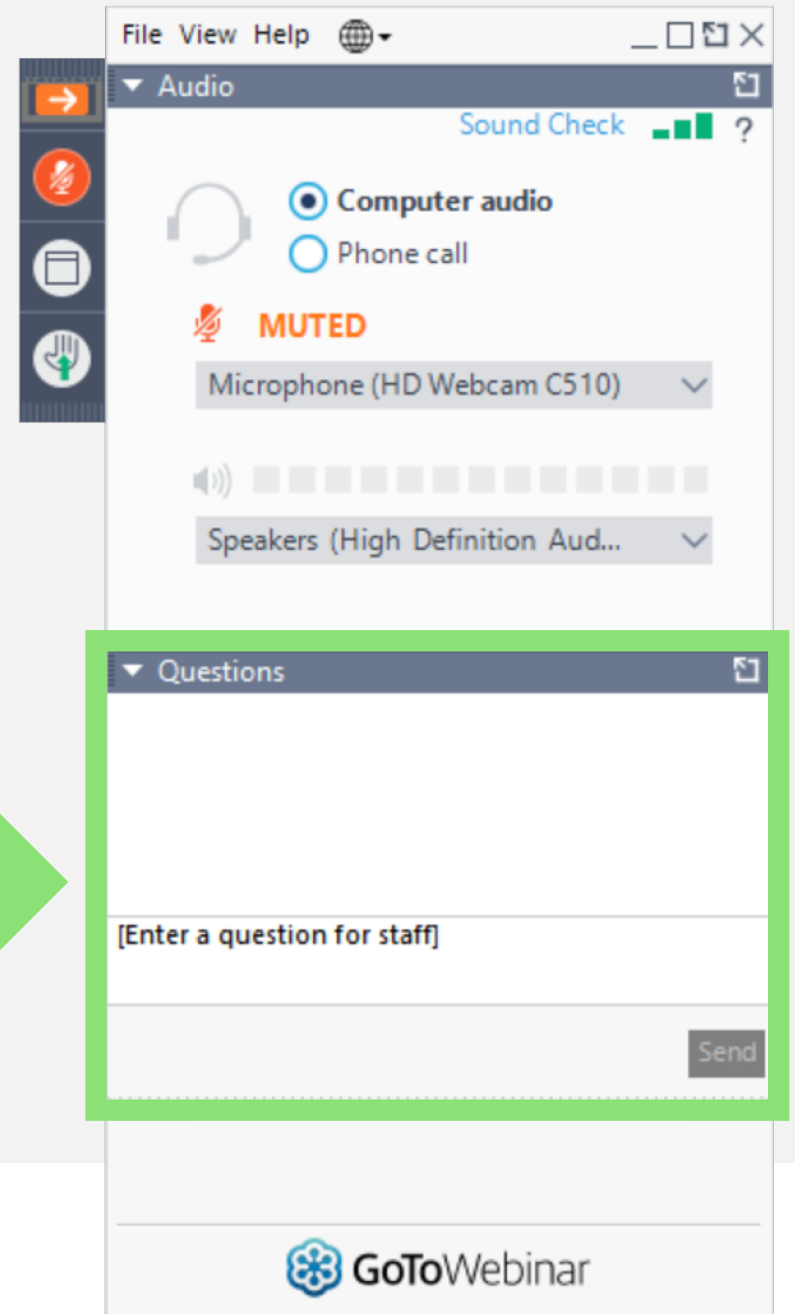 File View Help
Audio
Sound Check ?
Computer audio
Phone call
MUTED
Microphone (HD Webcam C510)
Speakers (High Definition Aud...
Questions
[Enter a question for staff]
Send
GoToWebinar